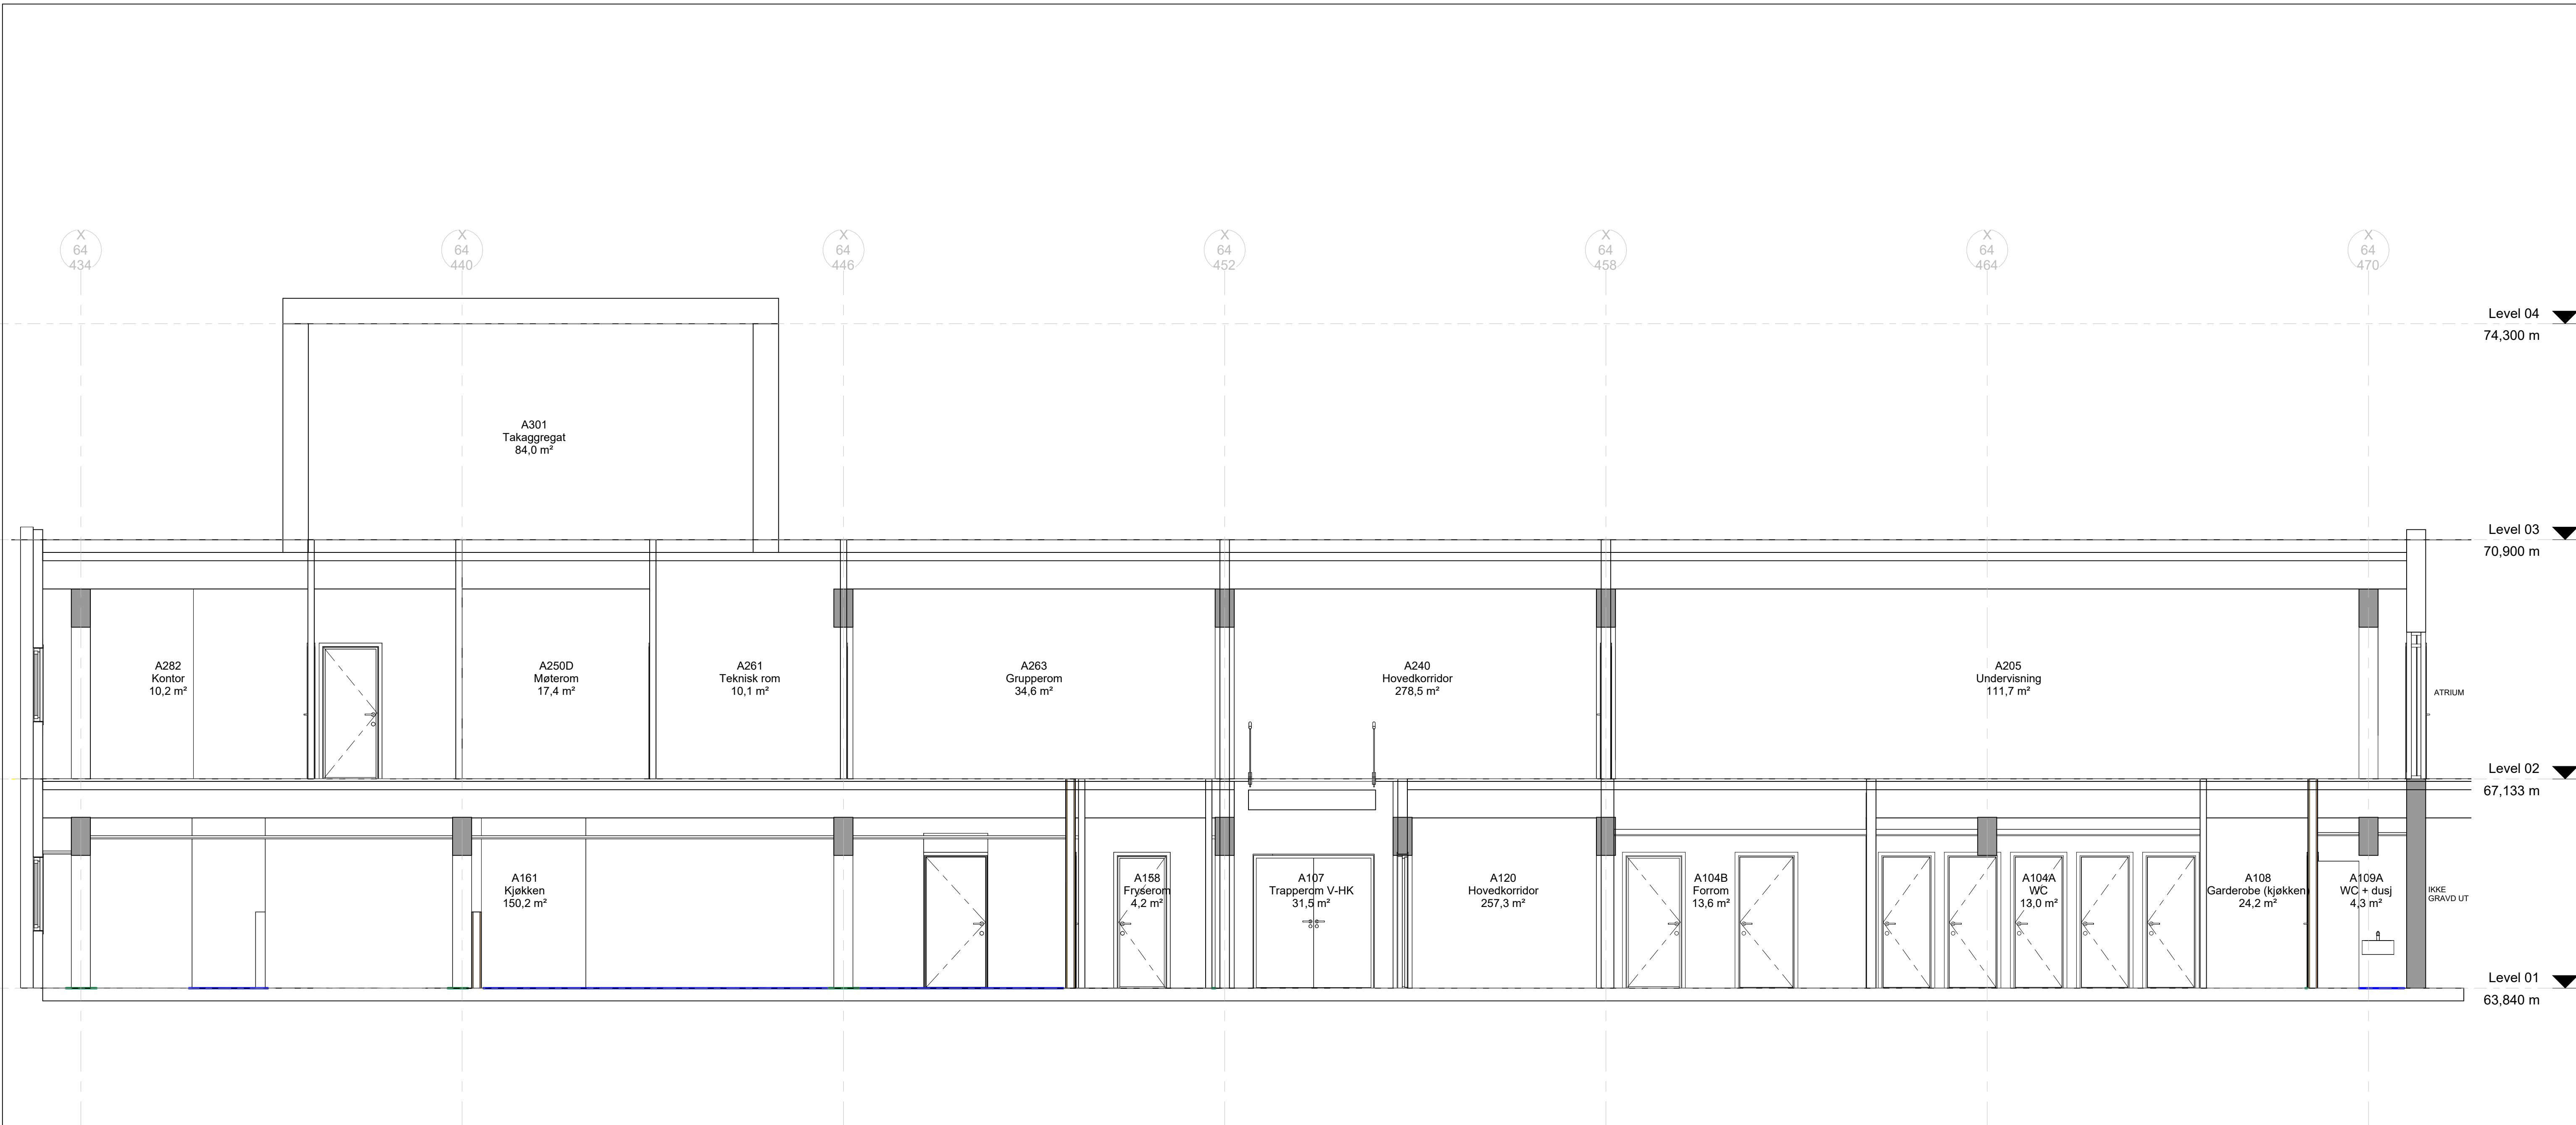 X
64
434
X
64
440
X
64
446
X
64
452
X
64
458
X
64
464
X
64
470
Level 04
74,300 m
A301
Takaggregat
84,0 m²
Level 03
70,900 m
A282
Kontor
10,2 m²
A250D
Møterom
17,4 m²
A261
Teknisk rom
10,1 m²
A263
Grupperom
34,6 m²
A240
Hovedkorridor
278,5 m²
A205
Undervisning
111,7 m²
ATRIUM
Level 02
67,133 m
A161
Kjøkken
150,2 m²
A158
Fryserom
4,2 m²
A107
Trapperom V-HK
31,5 m²
A120
Hovedkorridor
257,3 m²
A104B
Forrom
13,6 m²
A104A
WC
13,0 m²
A108
Garderobe (kjøkken)
24,2 m²
A109A
WC + dusj
4,3 m²
IKKE
GRAVD UT
Level 01
63,840 m